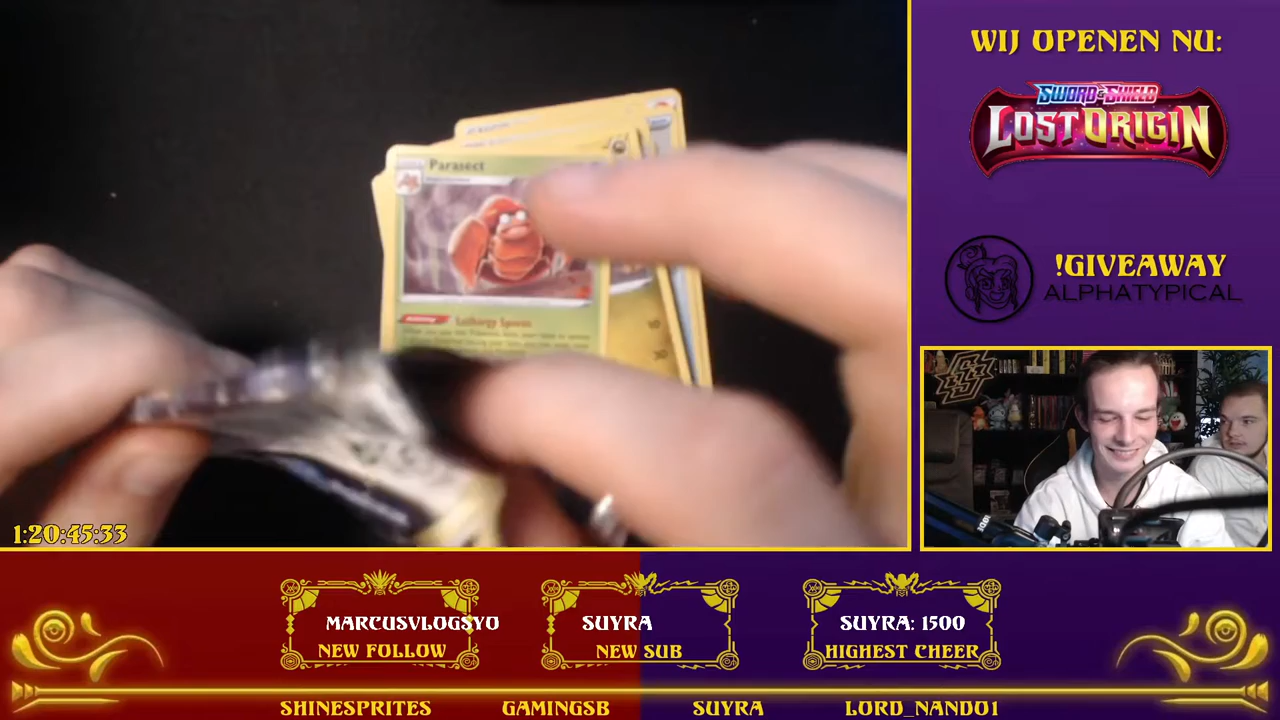 WIJ OPENEN NU:
SWORD & SHIELD
LOST ORIGIN
!GIVEAWAY
ALPHATYPICAL
Parasect
Lethargy Spores
1:20:45:33
MARCUSVLOGSYO
NEW FOLLOW
SUYRA
NEW SUB
SUYRA: 1500
HIGHEST CHEER
SHINESPRITES
GAMINGSB
SUYRA
LORD_NANDO1